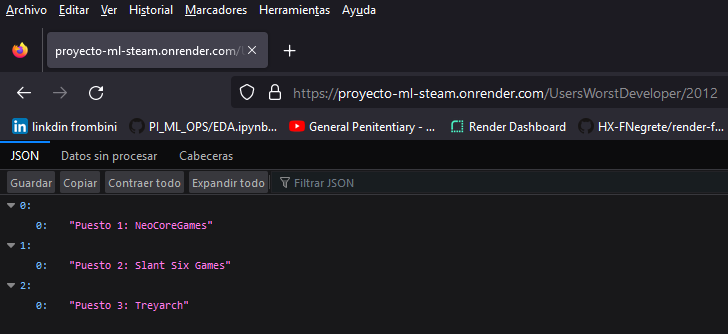 Archivo Editar Ver Historial Marcadores Herramientas Ayuda
proyecto-ml-steam.onrender.com/
https://proyecto-ml-steam.onrender.com/UsersWorstDeveloper/2012
linkdin frombini PI_ML_OPS/EDA.ipynb... General Penitentiary - ... Render Dashboard HX-FNegrete/render-f...
JSON Datos sin procesar Cabeceras
Guardar Copiar Contraer todo Expandir todo Filtrar JSON
0:
0: "Puesto 1: NeoCoreGames"
1:
0: "Puesto 2: Slant Six Games"
2:
0: "Puesto 3: Treyarch"